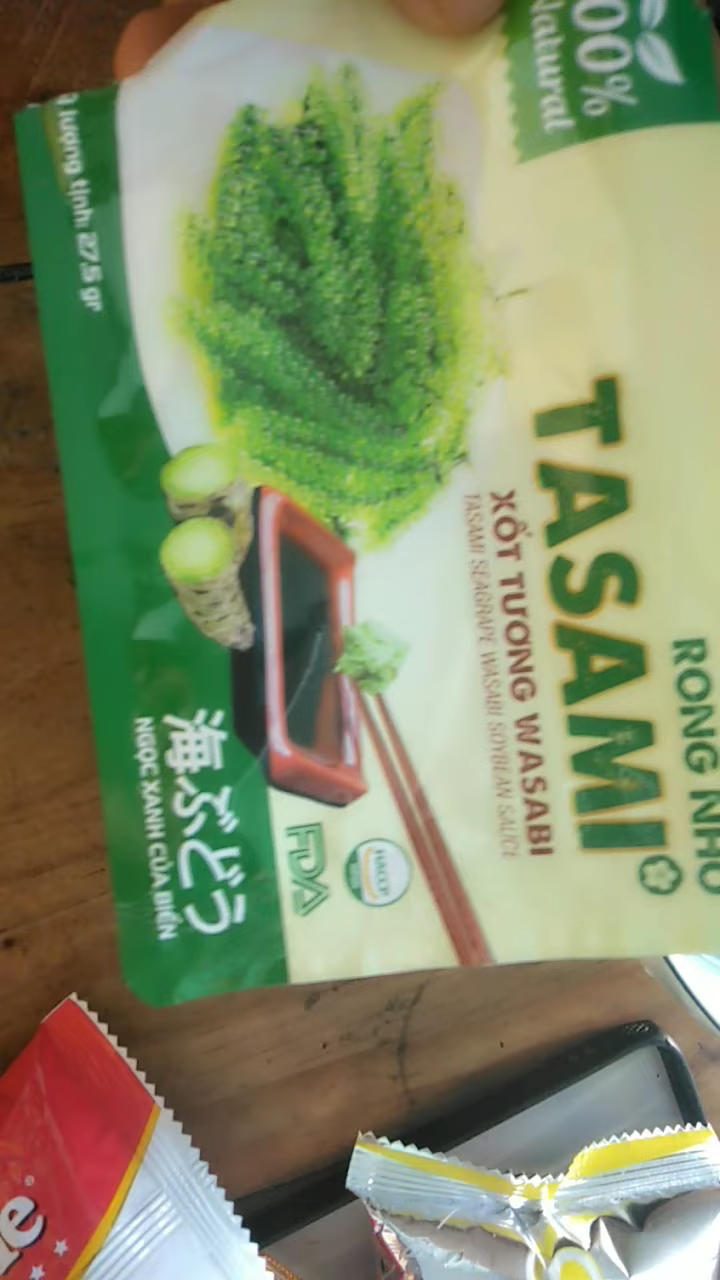 100%
Natural
RONG NHO
TASAMI
XỐT TƯƠNG WASABI
TASAMI SEAGRAPE WASABI SOYBEAN SAUCE
HACCP
FDA
海ぶどう
NGỌC XANH CỦA BIỂN
lượng tịnh: 27.5 gr